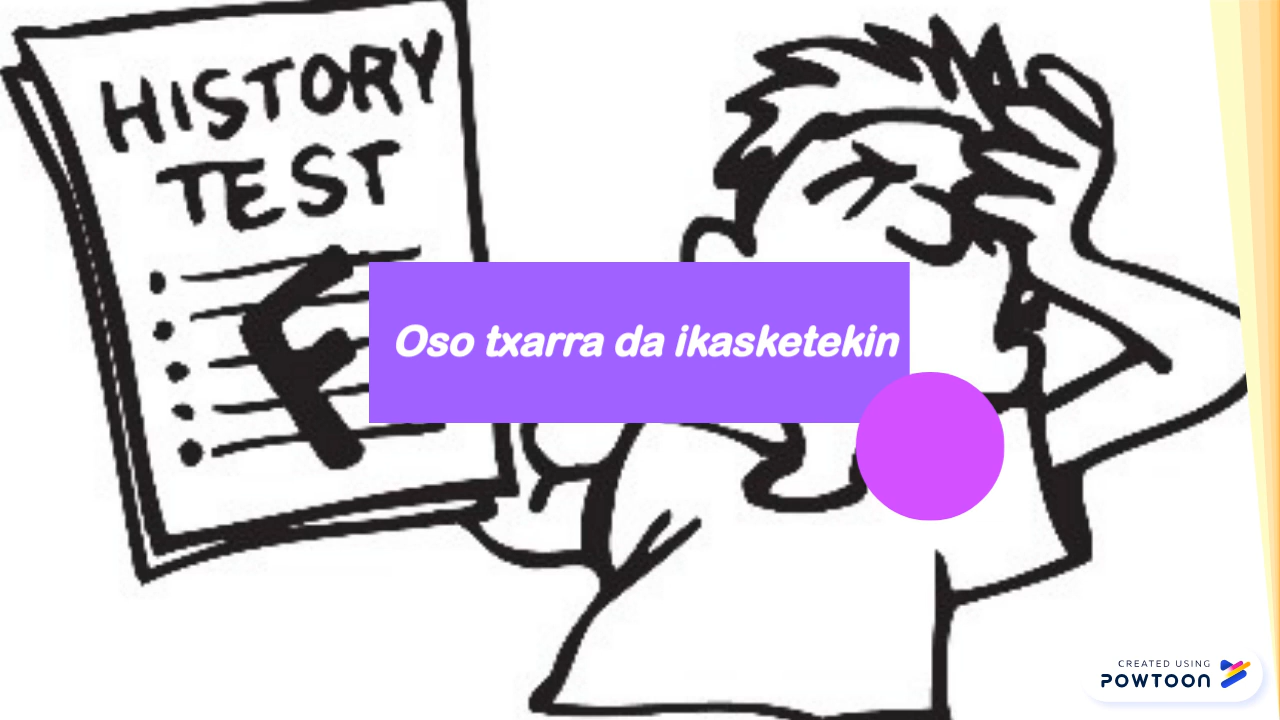 HISTORY
TEST
F
Oso txarra da ikasketekin
CREATED USING
POWTOON